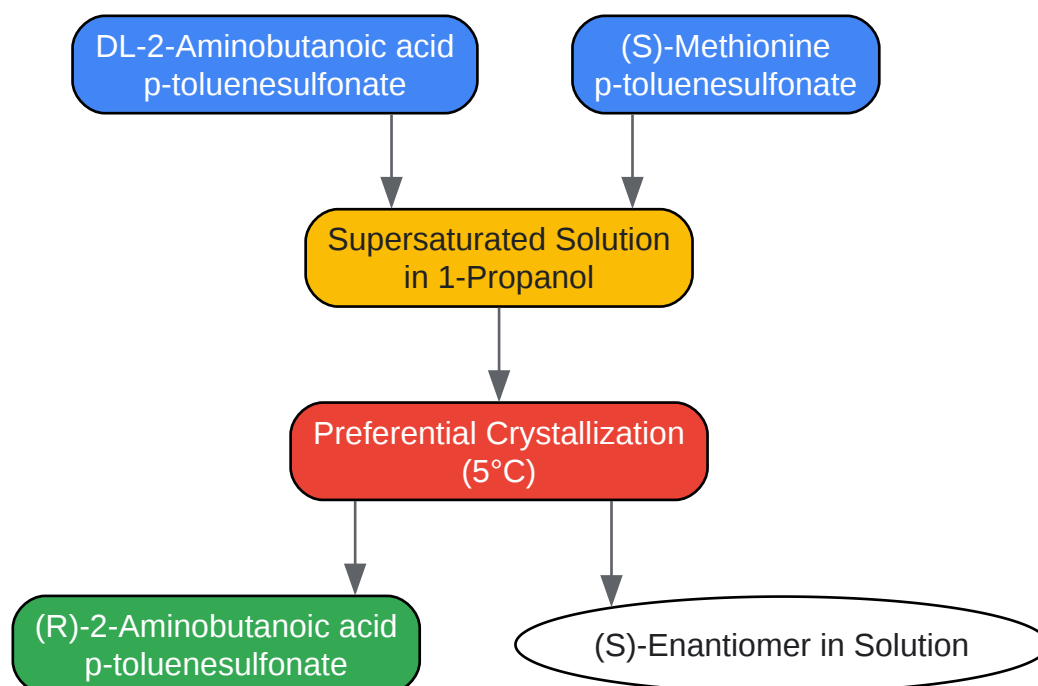 DL-2-Aminobutanoic acid
p-toluenesulfonate
(S)-Methionine
p-toluenesulfonate
Supersaturated Solution
in 1-Propanol
Preferential Crystallization
(5°C)
(R)-2-Aminobutanoic acid
p-toluenesulfonate
(S)-Enantiomer in Solution